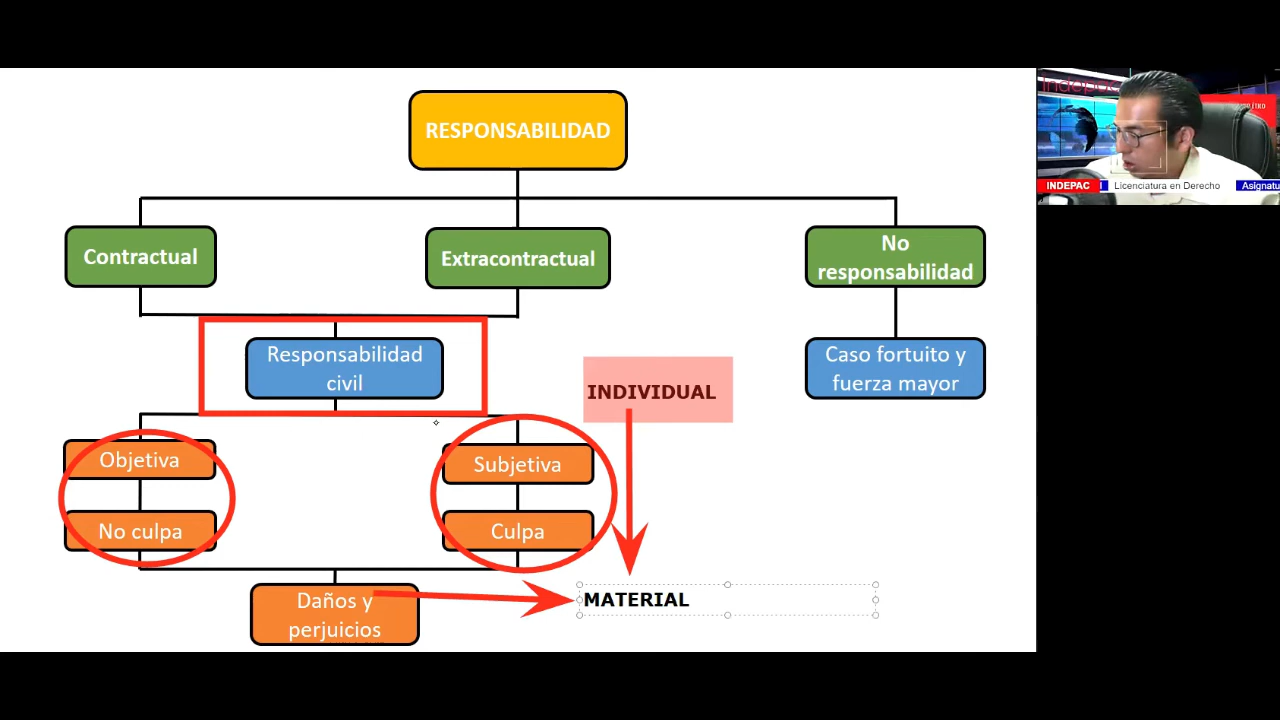 RESPONSABILIDAD
Contractual
Extracontractual
No
responsabilidad
Responsabilidad
civil
Caso fortuito y
fuerza mayor
INDIVIDUAL
Objetiva
Subjetiva
No culpa
Culpa
Daños y
perjuicios
MATERIAL
Indepac
INDEPAC
Licenciatura en Derecho
Asignatu